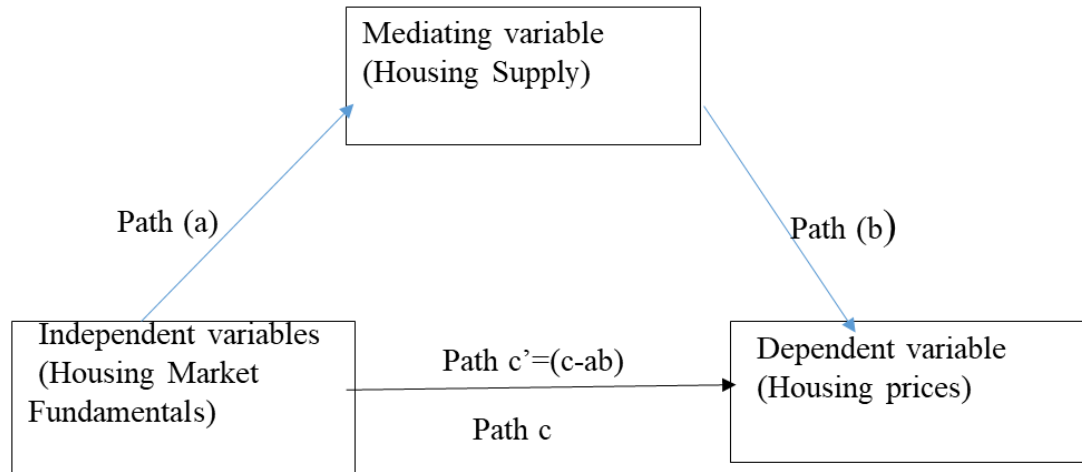 Mediating variable
(Housing Supply)
Path (a)
Path (b)
Independent variables
(Housing Market
Fundamentals)
Path c’=(c-ab)
Path c
Dependent variable
(Housing prices)